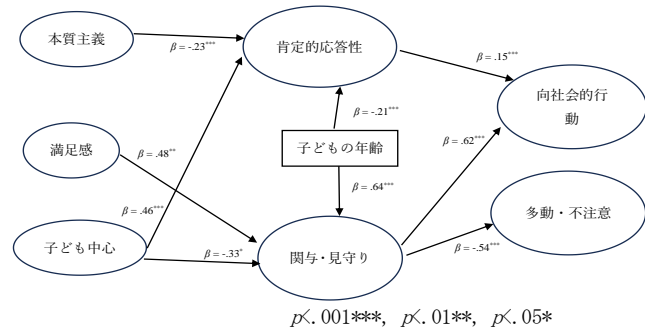 本質主義
β = -.23***
肯定的応答性
β = .15***
向社会的行
動
β = -.21***
満足感
β = .48**
子どもの年齢
β = .62***
β = .46***
β = .64***
多動・不注意
子ども中心
β = -.33*
関与・見守り
β = -.54***
p<.001***, p<.01**, p<.05*